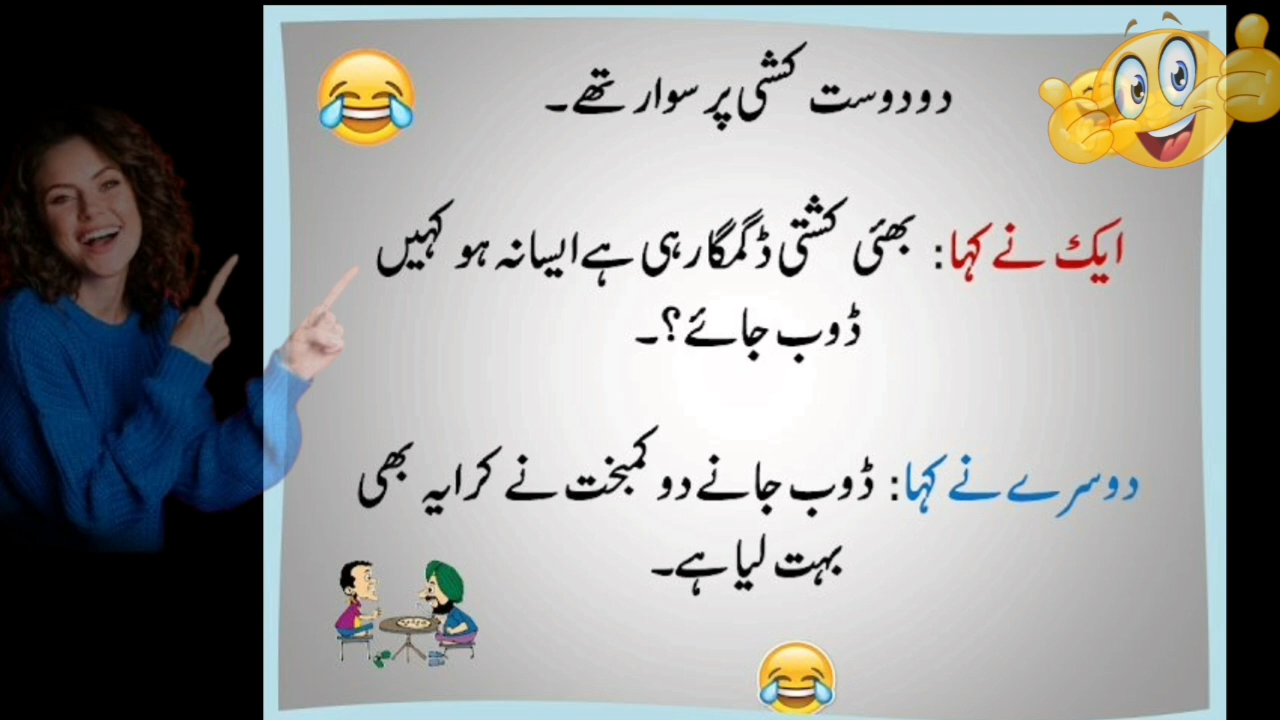 دو دوست کشی پر سوار تھے۔
ایک نے کہا: بھئی کشتی ڈگمگا رہی ہے ایسا نہ ہو کہیں
ڈوب جائے؟۔
دوسرے نے کہا: ڈوب جانے دو کمبخت نے کرایہ بھی
بہت لیا ہے۔